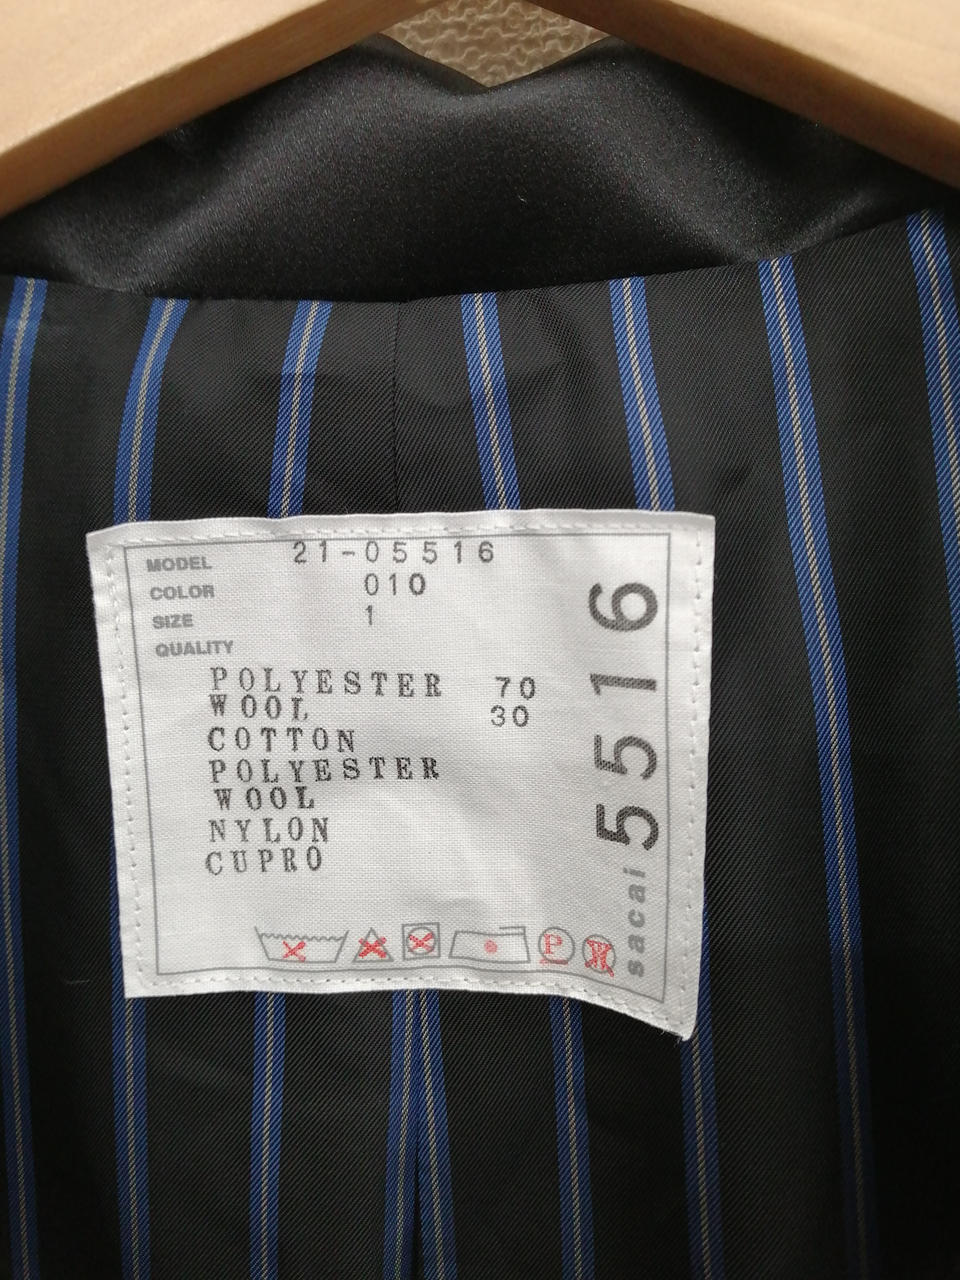 MODEL 21-05516
COLOR 010
SIZE 1
QUALITY
POLYESTER 70
WOOL 30
COTTON
POLYESTER
WOOL
NYLON
CUPRO
P
W
sacai 5516